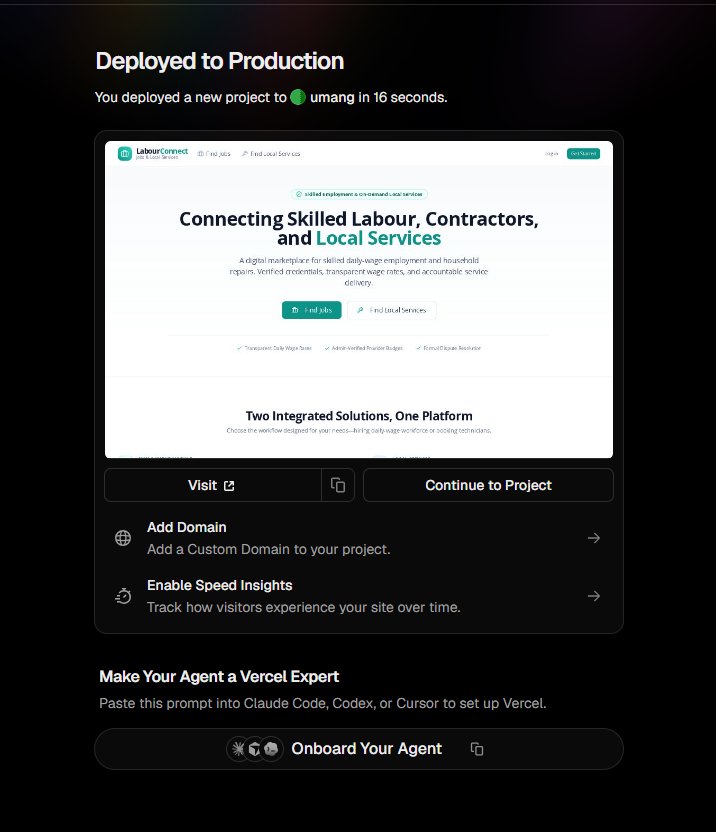 Deployed to Production
You deployed a new project to umang in 16 seconds.
LabourConnect
Jobs & Local Services
Find Jobs
Find Local Services
Log in
Get Started
Skilled Employment & On-Demand Local Services
Connecting Skilled Labour, Contractors,
and Local Services
A digital marketplace for skilled daily-wage employment and household
repairs. Verified credentials, transparent wage rates, and accountable service
delivery.
Find Jobs
Find Local Services
Transparent Daily Wage Rates
Admin-Verified Provider Badges
Formal Dispute Resolution
Two Integrated Solutions, One Platform
Choose the workflow designed for your needs—hiring daily-wage workforce or booking technicians.
Visit
Continue to Project
Add Domain
Add a Custom Domain to your project.
Enable Speed Insights
Track how visitors experience your site over time.
Make Your Agent a Vercel Expert
Paste this prompt into Claude Code, Codex, or Cursor to set up Vercel.
Onboard Your Agent